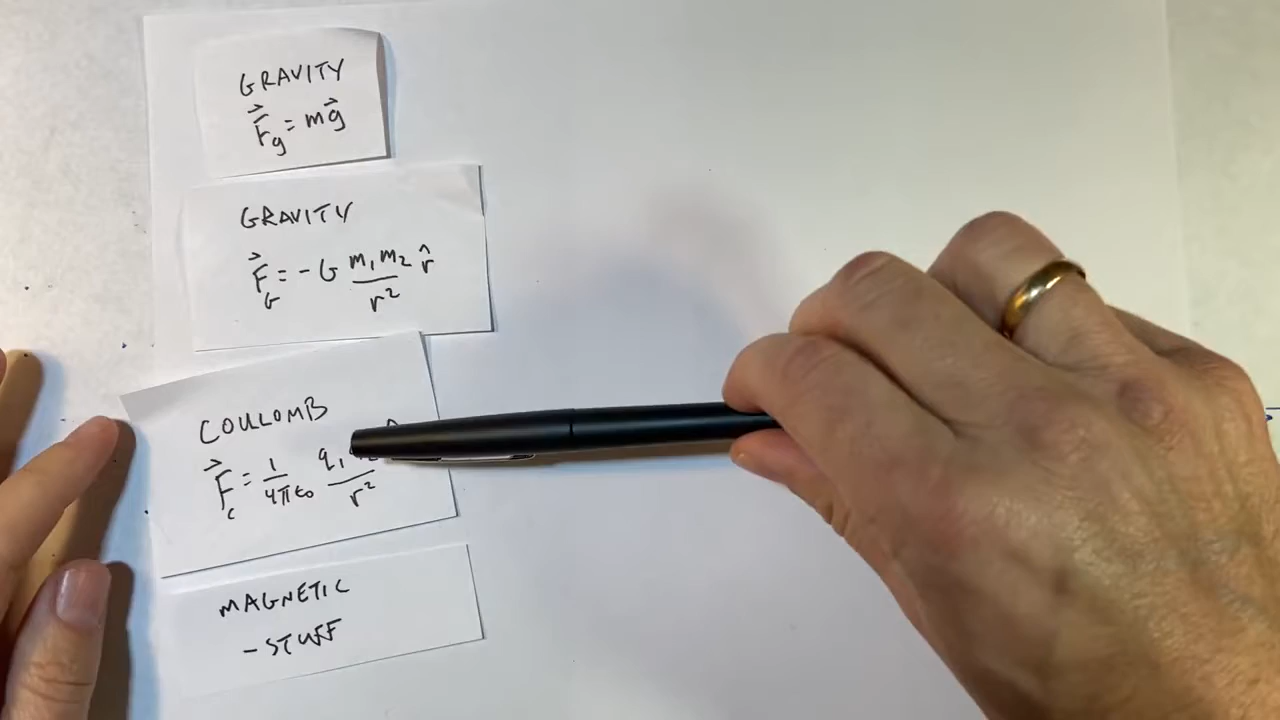 GRAVITY
F⃗g = mg⃗
GRAVITY
F⃗G = -G m₁m₂/r² r̂
COULOMB
F⃗c = 1/4πϵ₀ q₁ /r²
MAGNETIC
- STUFF